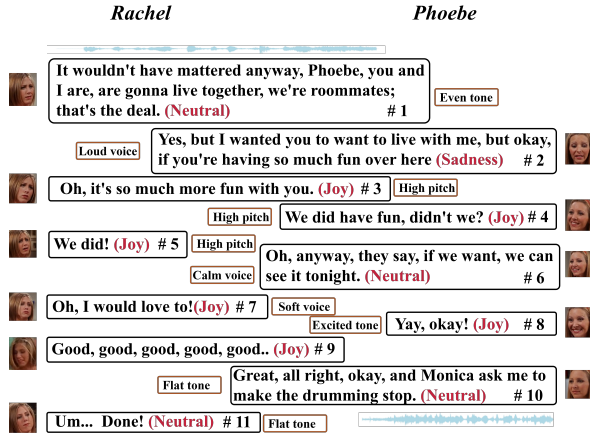 Rachel Phoebe
It wouldn't have mattered anyway, Phoebe, you and
I are, are gonna live together, we're roommates;
that's the deal. (Neutral) # 1
Even tone
Loud voice
Yes, but I wanted you to want to live with me, but okay,
if you're having so much fun over here (Sadness) # 2
Oh, it's so much more fun with you. (Joy) # 3
High pitch
High pitch
We did have fun, didn't we? (Joy) # 4
We did! (Joy) # 5
High pitch
Calm voice
Oh, anyway, they say, if we want, we can
see it tonight. (Neutral) # 6
Oh, I would love to!(Joy) # 7
Soft voice
Excited tone
Yay, okay! (Joy) # 8
Good, good, good, good, good.. (Joy) # 9
Flat tone
Great, all right, okay, and Monica ask me to
make the drumming stop. (Neutral) # 10
Um... Done! (Neutral) # 11
Flat tone